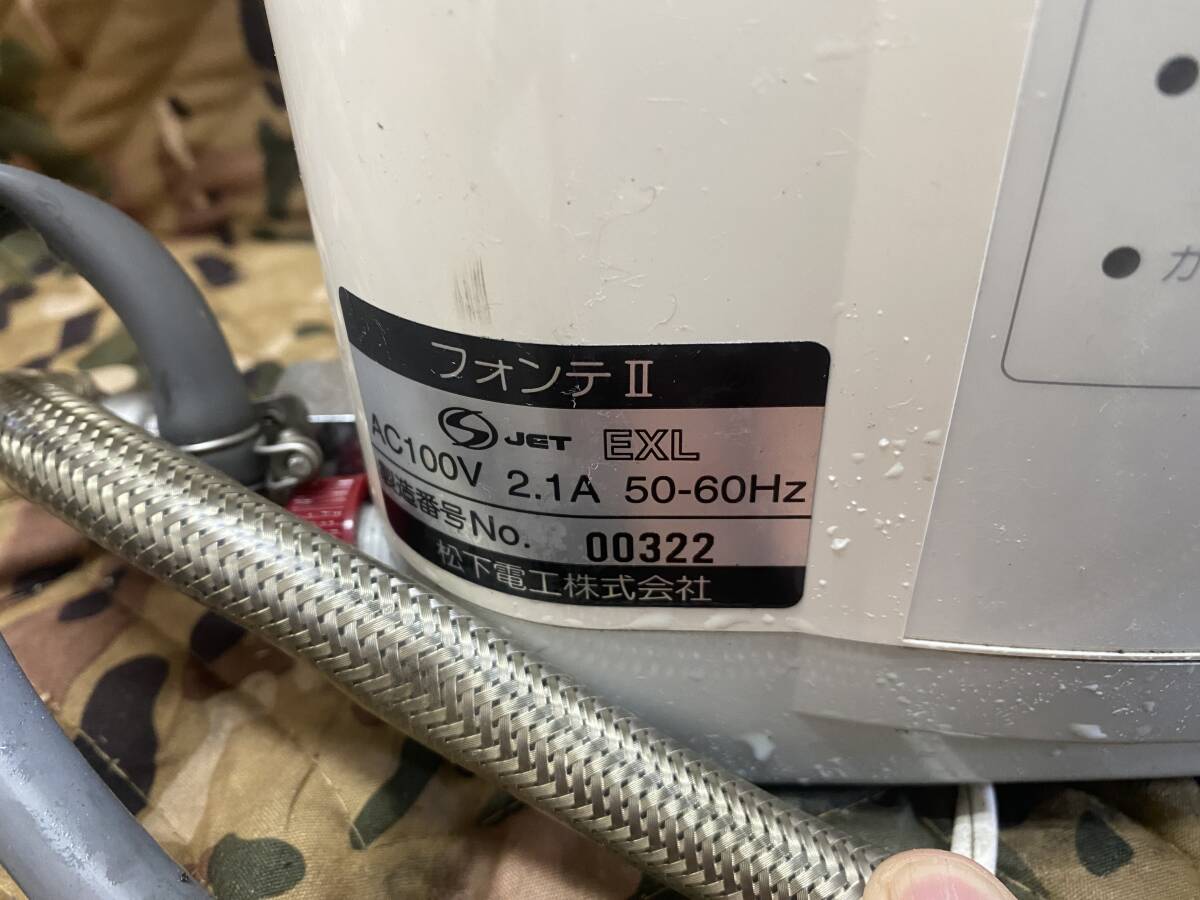 フォンテⅡ
JET EXL
AC100V 2.1A 50-60Hz
製造番号No. 00322
松下電工株式会社
カ